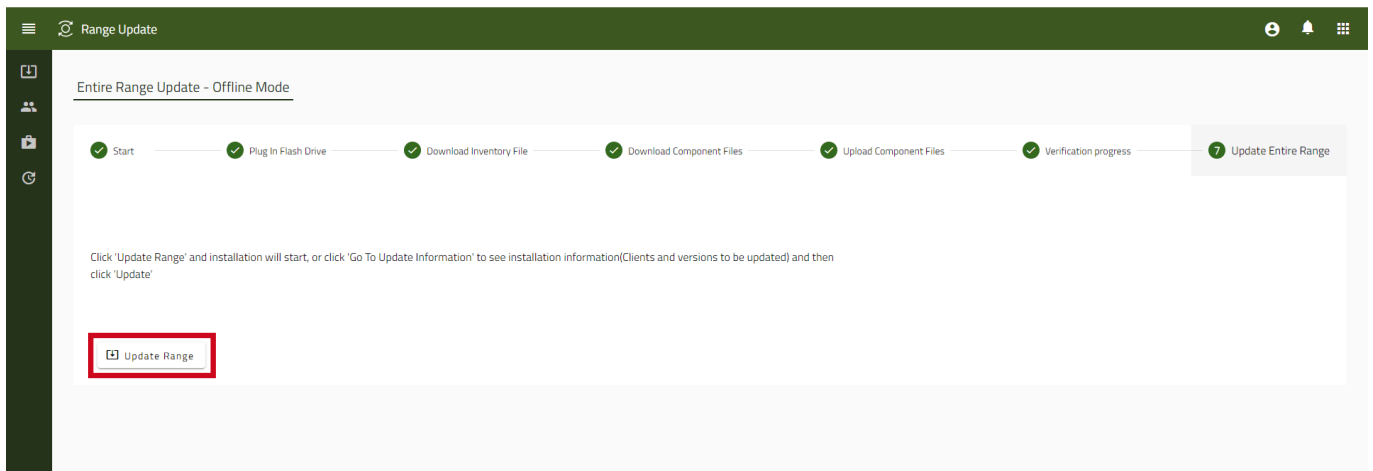 Range Update
Entire Range Update - Offline Mode
Start
Plug In Flash Drive
Download Inventory File
Download Component Files
Upload Component Files
Verification progress
7 Update Entire Range
Click 'Update Range' and installation will start, or click 'Go To Update Information' to see installation information(Clients and versions to be updated) and then
click 'Update'
Update Range